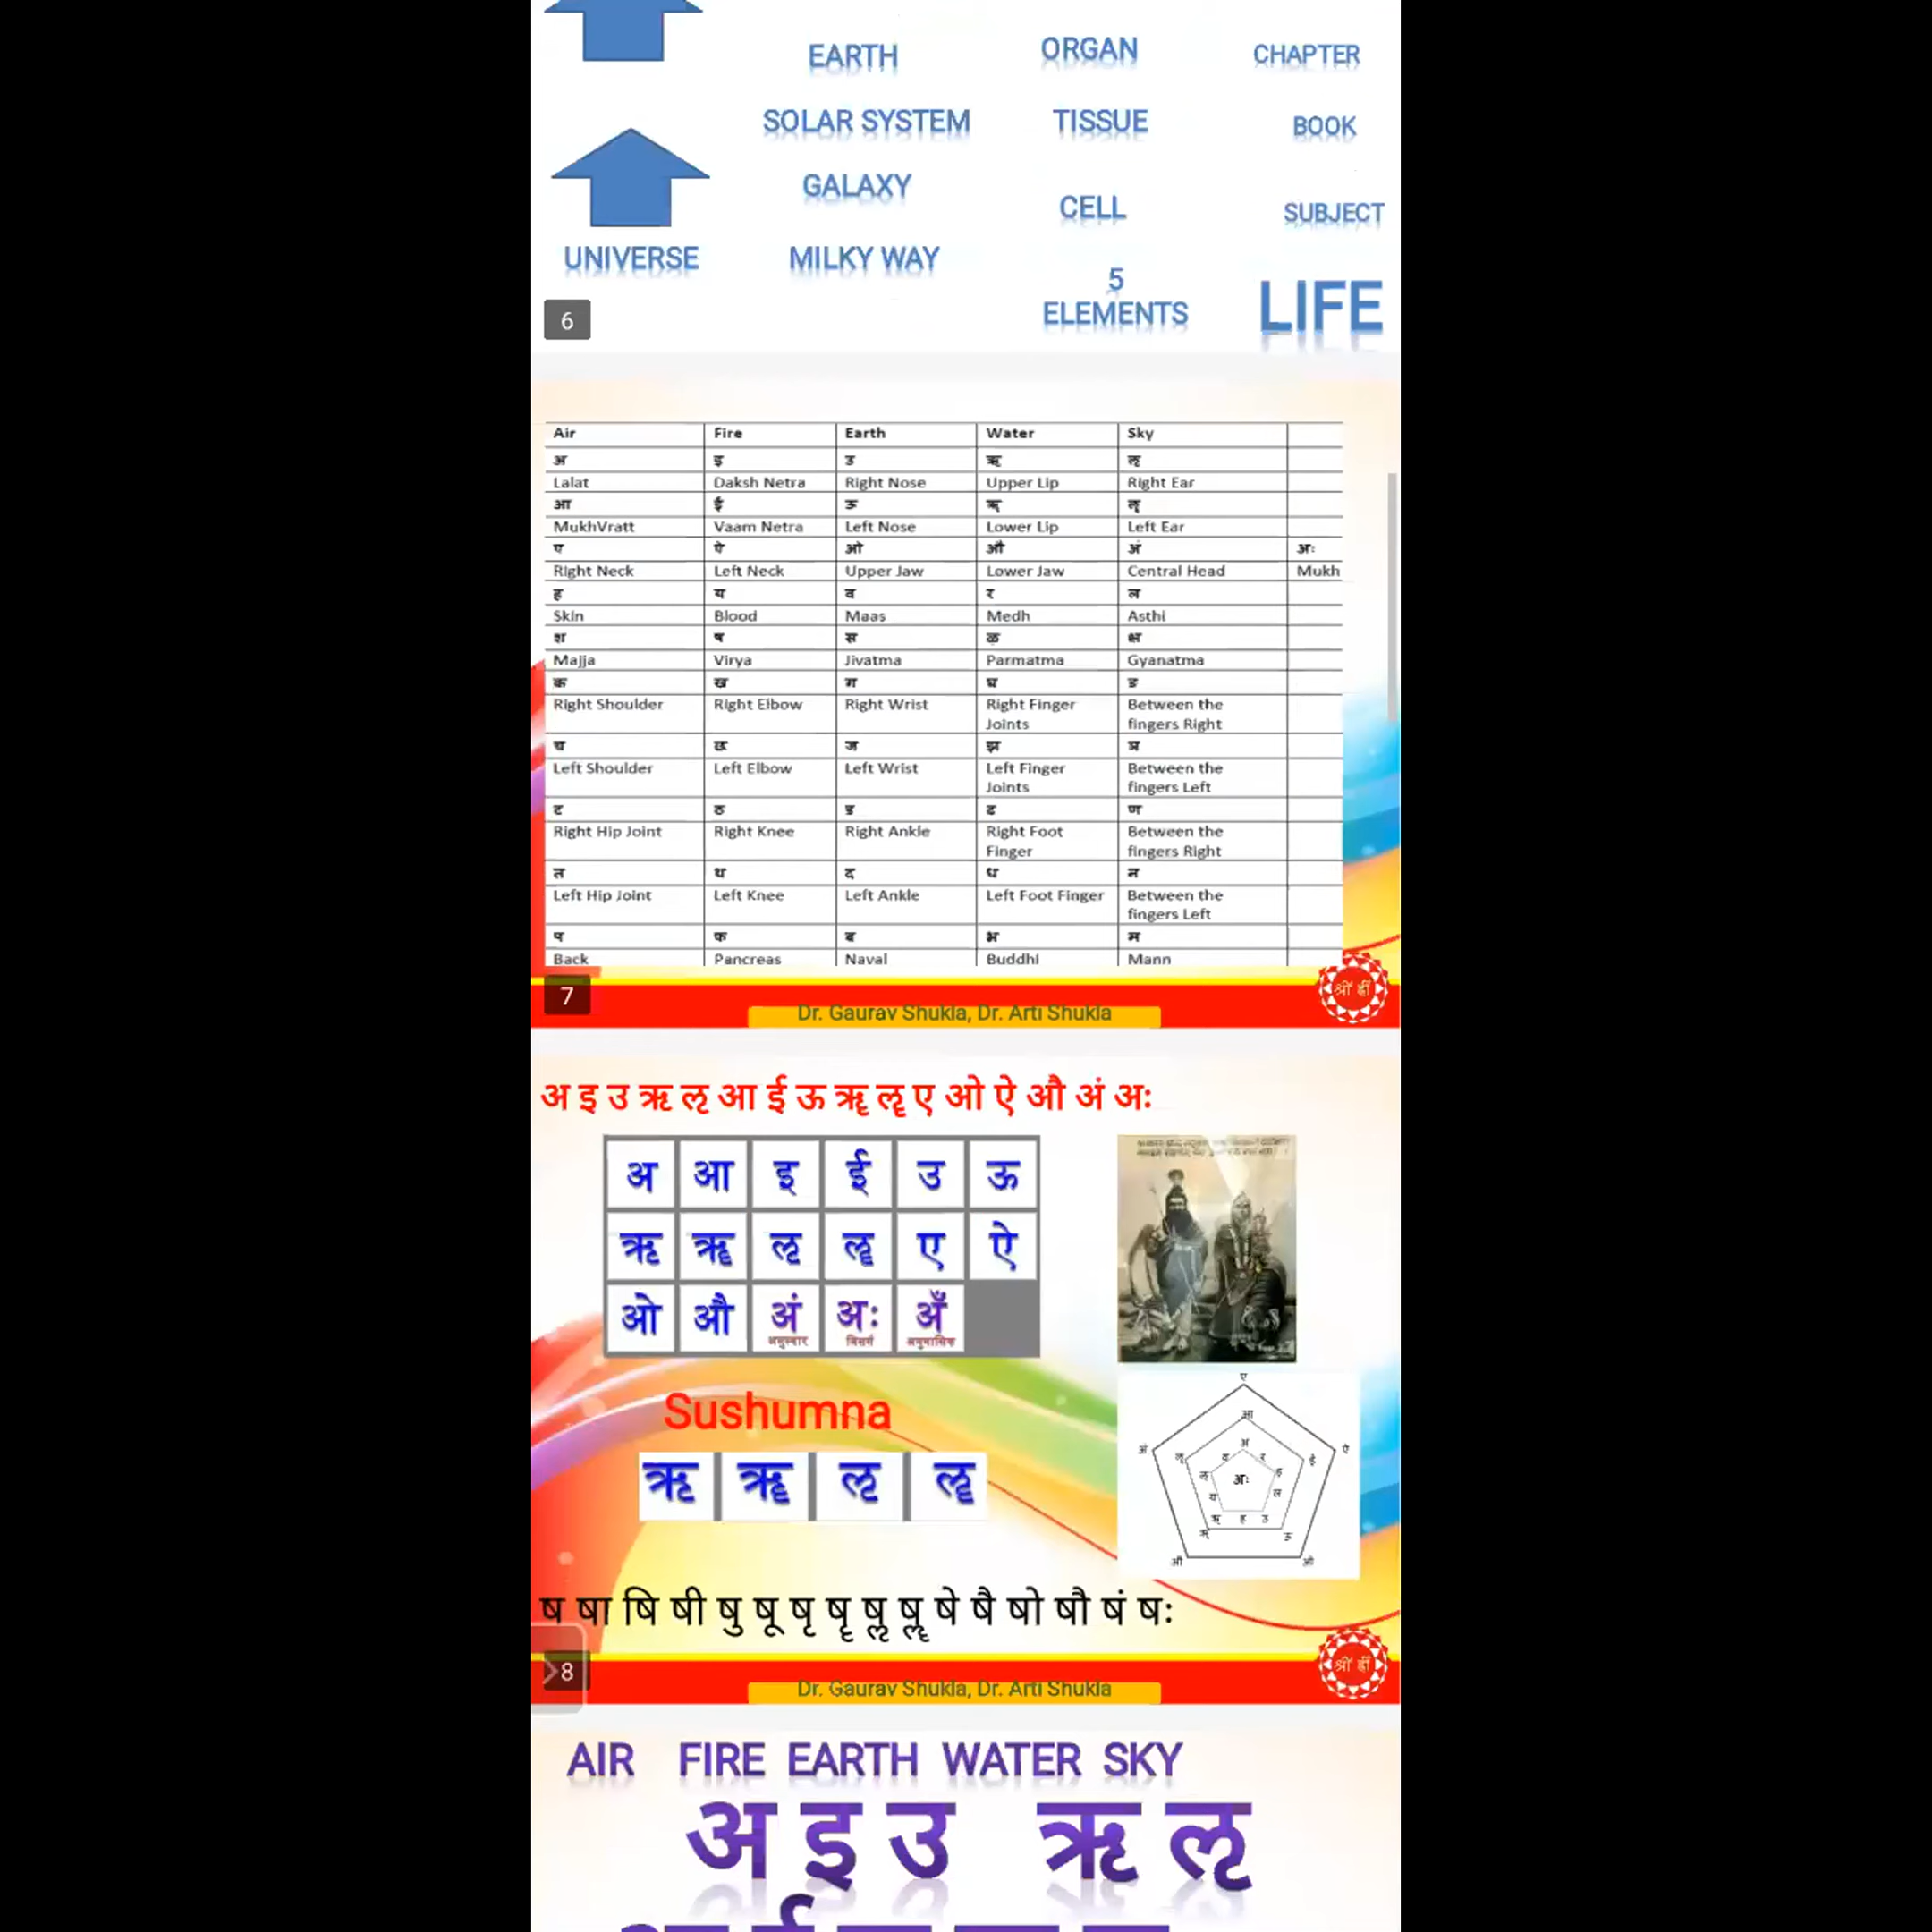 EARTH ORGAN CHAPTER
SOLAR SYSTEM TISSUE BOOK
GALAXY CELL SUBJECT
UNIVERSE MILKY WAY 5
ELEMENTS LIFE
6
Air Fire Earth Water Sky
अ इ उ ऋ ऌ
Lalat Daksh Netra Right Nose Upper Lip Right Ear
आ ई ऊ ॠ ॡ
MukhVratt Vaam Netra Left Nose Lower Lip Left Ear
ए ऐ ओ औ अं अः
Right Neck Left Neck Upper Jaw Lower Jaw Central Head Mukh
ह य व र ल
Skin Blood Maas Medh Asthi
श ष स ळ क्ष
Majja Virya Jivatma Parmatma Gyanatma
क ख ग घ ङ
Right Shoulder Right Elbow Right Wrist Right Finger Between the
Joints fingers Right
च छ ज झ ञ
Left Shoulder Left Elbow Left Wrist Left Finger Between the
Joints fingers Left
ट ठ ड ढ ण
Right Hip Joint Right Knee Right Ankle Right Foot Between the
Finger fingers Right
त थ द ध न
Left Hip Joint Left Knee Left Ankle Left Foot Finger Between the
fingers Left
प फ ब भ म
Back Pancreas Naval Buddhi Mann
7
श्रीं ह्रीं
Dr. Gaurav Shukla, Dr. Arti Shukla
अ इ उ ऋ ऌ आ ई ऊ ॠ ॡ ए ओ ऐ औ अं अः
अ आ इ ई उ ऊ
ऋ ॠ ऌ ॡ ए ऐ
ओ औ अं अः अँ
अनुस्वार विसर्ग अनुनासिक
Sushumna
ऋ ॠ ऌ ॡ
ए
आ
अं ऐ
ई
अः
ऊ
औ ओ
ष षा षि षी षु षू षृ षॄ षॢ षॣ षे षै षो षौ षं षः
8
श्रीं ह्रीं
Dr. Gaurav Shukla, Dr. Arti Shukla
AIR FIRE EARTH WATER SKY
अ इ उ ऋ ऌ